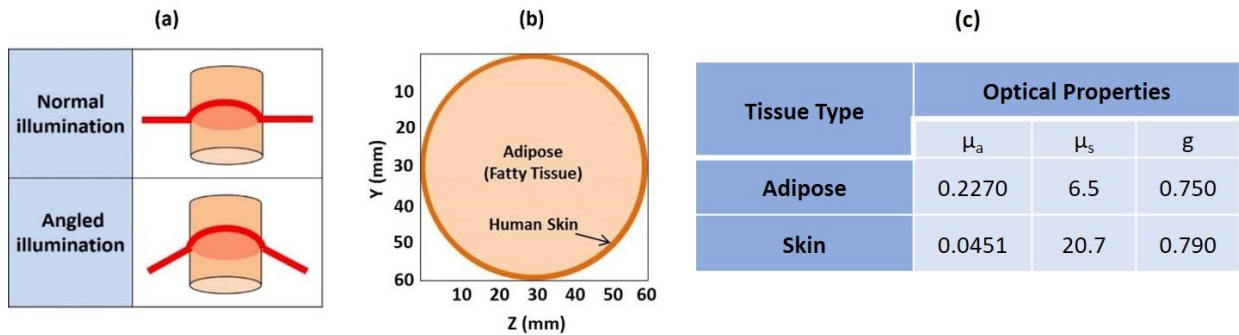 (a)
Normal
illumination
Angled
illumination
(b)
Y (mm)
10
20
30
40
50
60
Adipose
(Fatty Tissue)
Human Skin
10 20 30 40 50 60
Z (mm)
(c)
Tissue Type
Optical Properties
μa μs g
Adipose 0.2270 6.5 0.750
Skin 0.0451 20.7 0.790